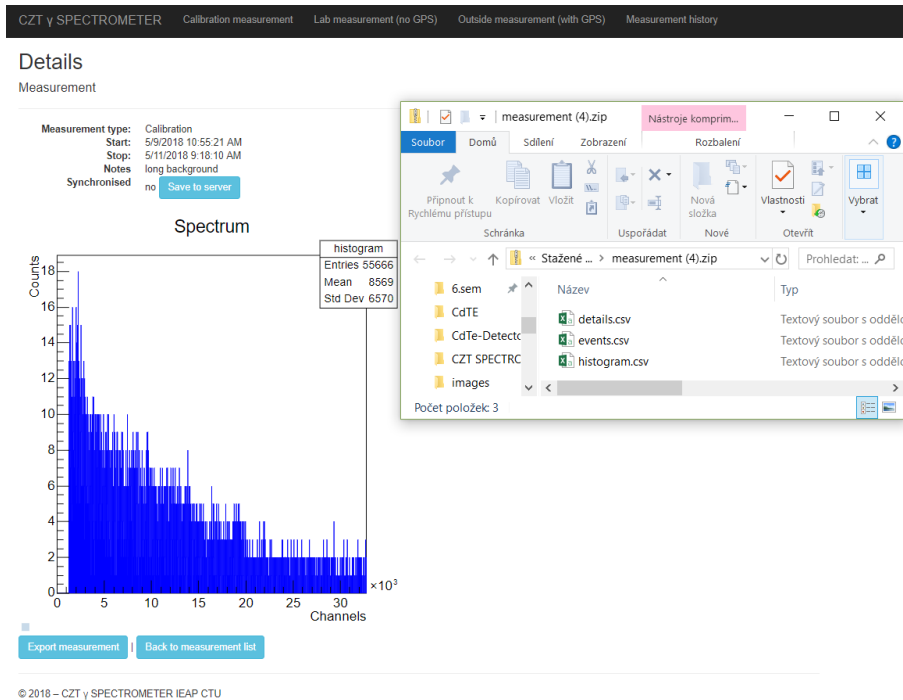 CZT γ SPECTROMETER Calibration measurement Lab measurement (no GPS) Outside measurement (with GPS) Measurement history
Details
Measurement
Measurement type: Calibration
Start: 5/9/2018 10:55:21 AM
Stop: 5/11/2018 9:18:10 AM
Notes long background
Synchronised no Save to server
Spectrum
histogram
Entries 55666
Mean 8569
Std Dev 6570
Counts
18
16
14
12
10
8
6
4
2
0
0 5 10 15 20 25 30
×10³
Channels
Export measurement | Back to measurement list
© 2018 – CZT γ SPECTROMETER IEAP CTU
measurement (4).zip
Nástroje komprim...
Soubor Domů Sdílení Zobrazení Rozbalení
Připnout k Rychlému přístupu
Kopírovat
Vložit
Nová složka
Vlastnosti
Vybrat
Schránka Uspořádat Nové Otevřít
« Stažené ... > measurement (4).zip
Prohledat: ...
6.sem
CdTE
CdTe-Detectc
CZT SPECTRC
images
Název Typ
details.csv Textový soubor s oddělc
events.csv Textový soubor s oddělc
histogram.csv Textový soubor s oddělc
Počet položek: 3